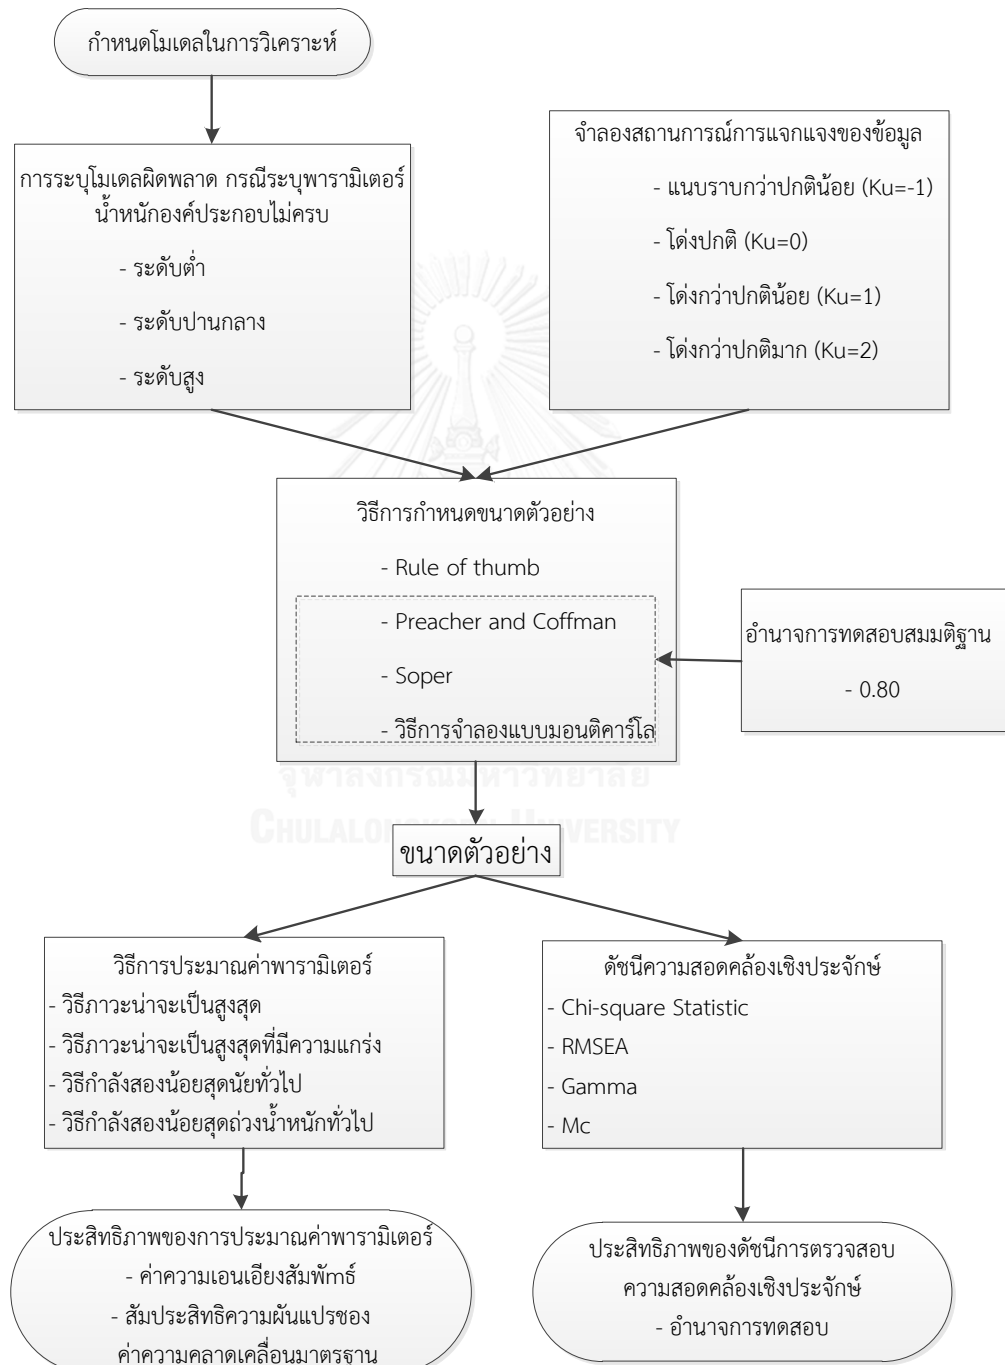 กำหนดโมเดลในการวิเคราะห์
การระบุโมเดลผิดพลาด กรณีระบุพารามิเตอร์
น้ำหนักองค์ประกอบไม่ครบ
- ระดับต่ำ
- ระดับปานกลาง
- ระดับสูง
จำลองสถานการณ์การแจกแจงของข้อมูล
- แนบราบกว่าปกติน้อย (Ku=-1)
- โด่งปกติ (Ku=0)
- โด่งกว่าปกติน้อย (Ku=1)
- โด่งกว่าปกติมาก (Ku=2)
วิธีการกำหนดขนาดตัวอย่าง
- Rule of thumb
- Preacher and Coffman
- Soper
- วิธีการจำลองแบบมอนติคาร์โล
อำนาจการทดสอบสมมติฐาน
- 0.80
จุฬาลงกรณ์มหาวิทยาลัย
CHULALONGKORN UNIVERSITY
ขนาดตัวอย่าง
วิธีการประมาณค่าพารามิเตอร์
- วิธีภาวะน่าจะเป็นสูงสุด
- วิธีภาวะน่าจะเป็นสูงสุดที่มีความแกร่ง
- วิธีกำลังสองน้อยสุดนัยทั่วไป
- วิธีกำลังสองน้อยสุดถ่วงน้ำหนักทั่วไป
ดัชนีความสอดคล้องเชิงประจักษ์
- Chi-square Statistic
- RMSEA
- Gamma
- Mc
ประสิทธิภาพของการประมาณค่าพารามิเตอร์
- ค่าความเอนเอียงสัมพัmธ์
- สัมประสิทธิความผันแปรชอง
ค่าความคลาดเคลื่อนมาตรฐาน
ประสิทธิภาพของดัชนีการตรวจสอบ
ความสอดคล้องเชิงประจักษ์
- อำนาจการทดสอบ